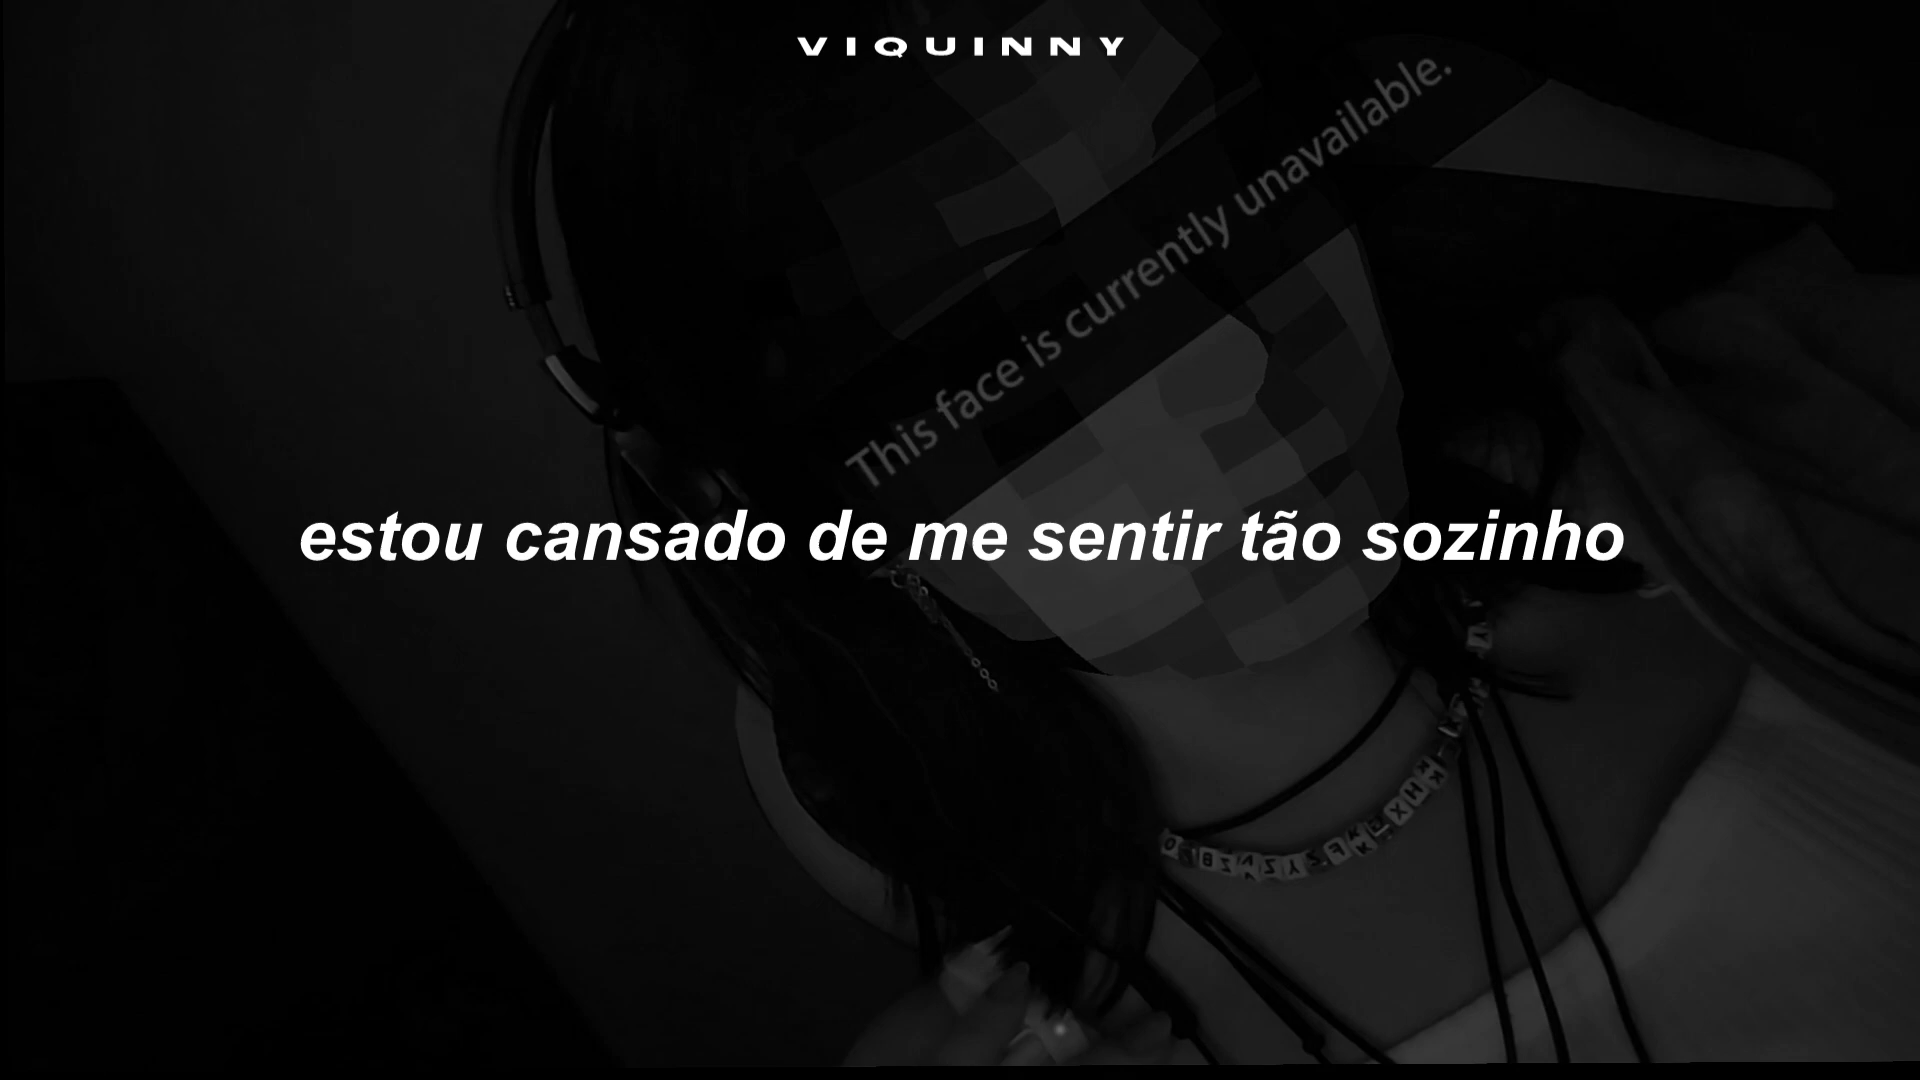 VIQUINNY
This face is currently unavailable.
estou cansado de me sentir tão sozinho